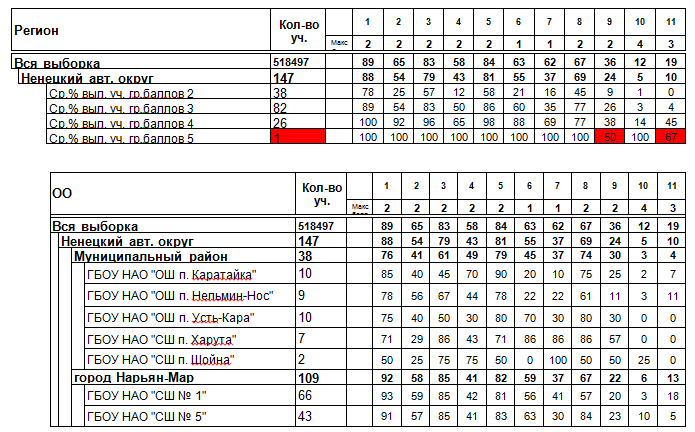 Регион Кол-во уч. 1 2 3 4 5 6 7 8 9 10 11
Макс 2 2 2 2 2 1 1 2 2 4 3
Вся выборка 518497 89 65 83 58 84 63 62 67 36 12 19
Ненецкий авт. округ 147 88 54 79 43 81 55 37 69 24 5 10
Ср.% вып. уч. гр.баллов 2 38 78 25 57 12 58 21 16 45 9 1 0
Ср.% вып. уч. гр.баллов 3 82 89 54 83 50 86 60 35 77 26 3 4
Ср.% вып. уч. гр.баллов 4 26 100 92 96 65 98 88 69 77 38 14 45
Ср.% вып. уч. гр.баллов 5 1 100 100 100 100 100 100 100 100 50 100 67
ОО Кол-во уч. 1 2 3 4 5 6 7 8 9 10 11
Макс 2 2 2 2 2 1 1 2 2 4 3
Вся выборка 518497 89 65 83 58 84 63 62 67 36 12 19
Ненецкий авт. округ 147 88 54 79 43 81 55 37 69 24 5 10
Муниципальный район 38 76 41 61 49 79 45 37 74 30 3 4
ГБОУ НАО "ОШ п. Каратайка" 10 85 40 45 70 90 20 10 75 25 2 7
ГБОУ НАО "ОШ п. Нельмин-Нос" 9 78 56 67 44 78 22 22 61 11 3 11
ГБОУ НАО "ОШ п. Усть-Кара" 10 75 40 50 30 80 70 30 80 30 0 0
ГБОУ НАО "СШ п. Харута" 7 71 29 86 43 71 86 86 86 57 0 0
ГБОУ НАО "СШ п. Шойна" 2 50 25 75 75 50 0 100 50 50 25 0
город Нарьян-Мар 109 92 58 85 41 82 59 37 67 22 6 13
ГБОУ НАО "СШ № 1" 66 93 59 85 42 81 56 41 57 20 3 18
ГБОУ НАО "СШ № 5" 43 91 57 85 41 83 63 30 84 23 10 5